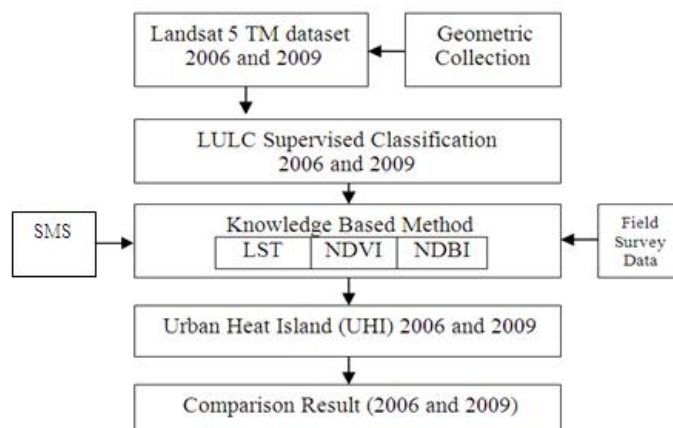 Landsat 5 TM dataset
2006 and 2009
Geometric
Collection
LULC Supervised Classification
2006 and 2009
SMS
Knowledge Based Method
LST NDVI NDBI
Field
Survey
Data
Urban Heat Island (UHI) 2006 and 2009
Comparison Result (2006 and 2009)